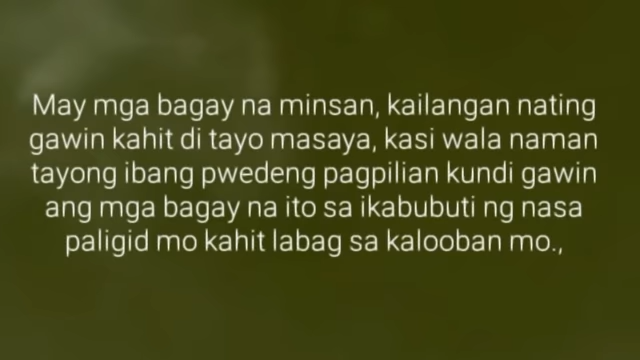 May mga bagay na minsan, kailangan nating
gawin kahit di tayo masaya, kasi wala naman
tayong ibang pwedeng pagpilian kundi gawin
ang mga bagay na ito sa ikabubuti ng nasa
paligid mo kahit labag sa kalooban mo.,